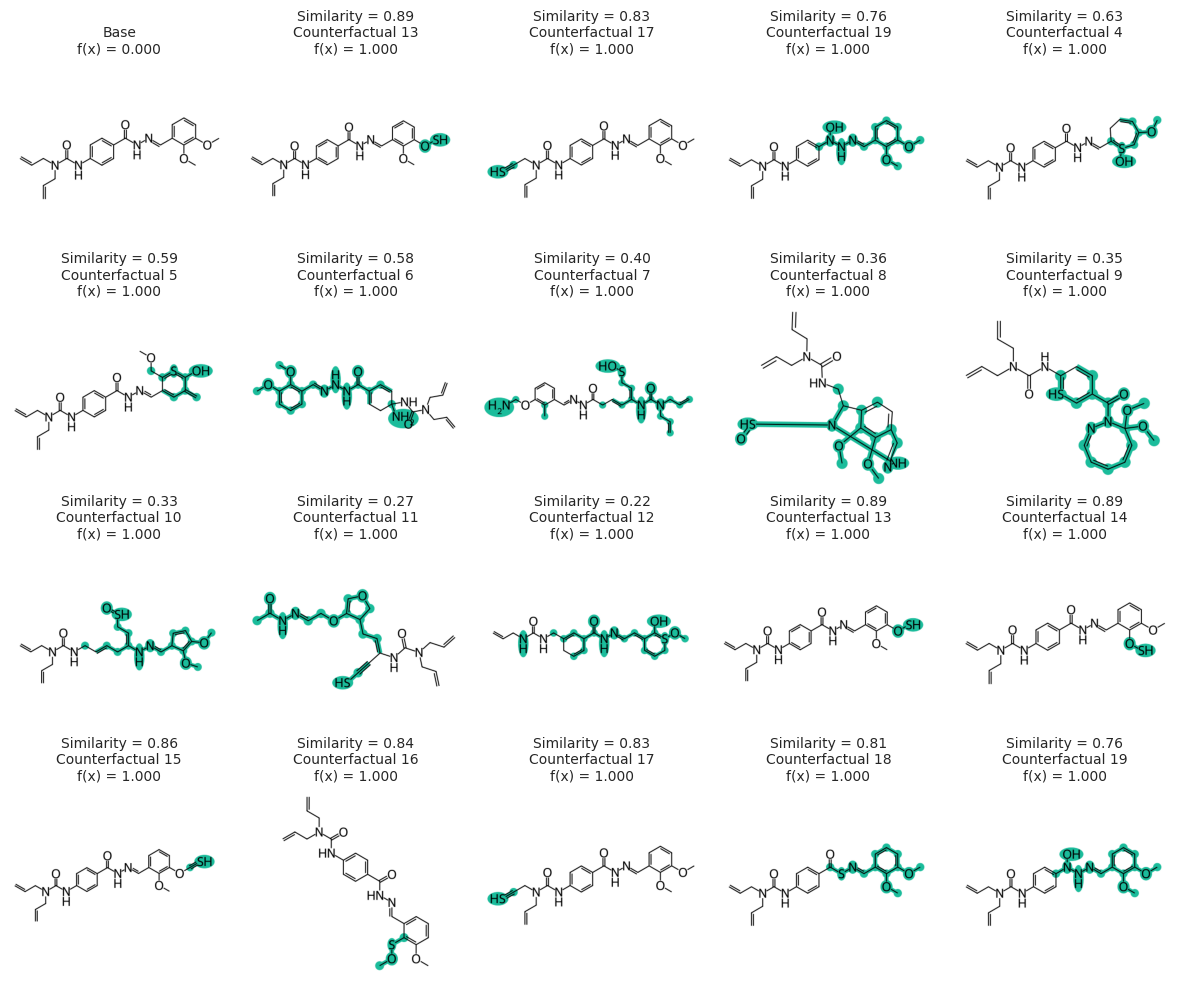 Base
f(x) = 0.000
Similarity = 0.89
Counterfactual 13
f(x) = 1.000
Similarity = 0.83
Counterfactual 17
f(x) = 1.000
Similarity = 0.76
Counterfactual 19
f(x) = 1.000
Similarity = 0.63
Counterfactual 4
f(x) = 1.000
Similarity = 0.59
Counterfactual 5
f(x) = 1.000
Similarity = 0.58
Counterfactual 6
f(x) = 1.000
Similarity = 0.40
Counterfactual 7
f(x) = 1.000
Similarity = 0.36
Counterfactual 8
f(x) = 1.000
Similarity = 0.35
Counterfactual 9
f(x) = 1.000
Similarity = 0.33
Counterfactual 10
f(x) = 1.000
Similarity = 0.27
Counterfactual 11
f(x) = 1.000
Similarity = 0.22
Counterfactual 12
f(x) = 1.000
Similarity = 0.89
Counterfactual 13
f(x) = 1.000
Similarity = 0.89
Counterfactual 14
f(x) = 1.000
Similarity = 0.86
Counterfactual 15
f(x) = 1.000
Similarity = 0.84
Counterfactual 16
f(x) = 1.000
Similarity = 0.83
Counterfactual 17
f(x) = 1.000
Similarity = 0.81
Counterfactual 18
f(x) = 1.000
Similarity = 0.76
Counterfactual 19
f(x) = 1.000